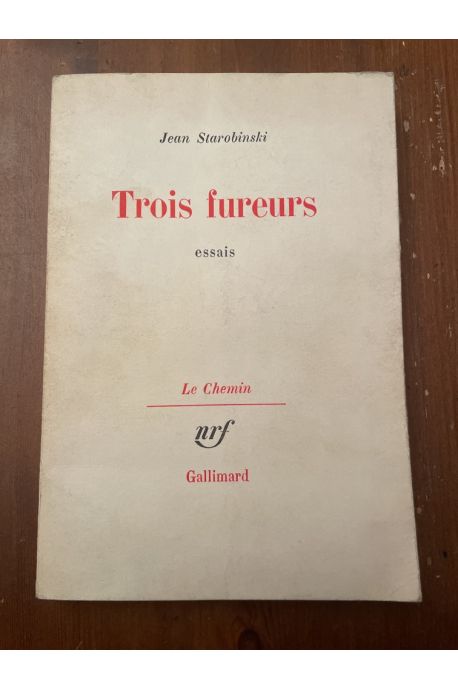 Jean Starobinski
Trois fureurs
essais
Le Chemin
nrf
Gallimard